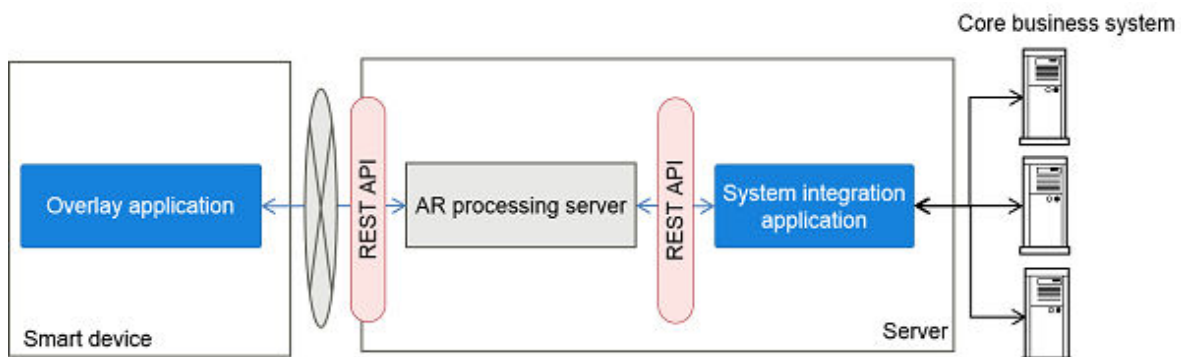 Core business system
Overlay application
REST API
AR processing server
REST API
System integration
application
Smart device
Server